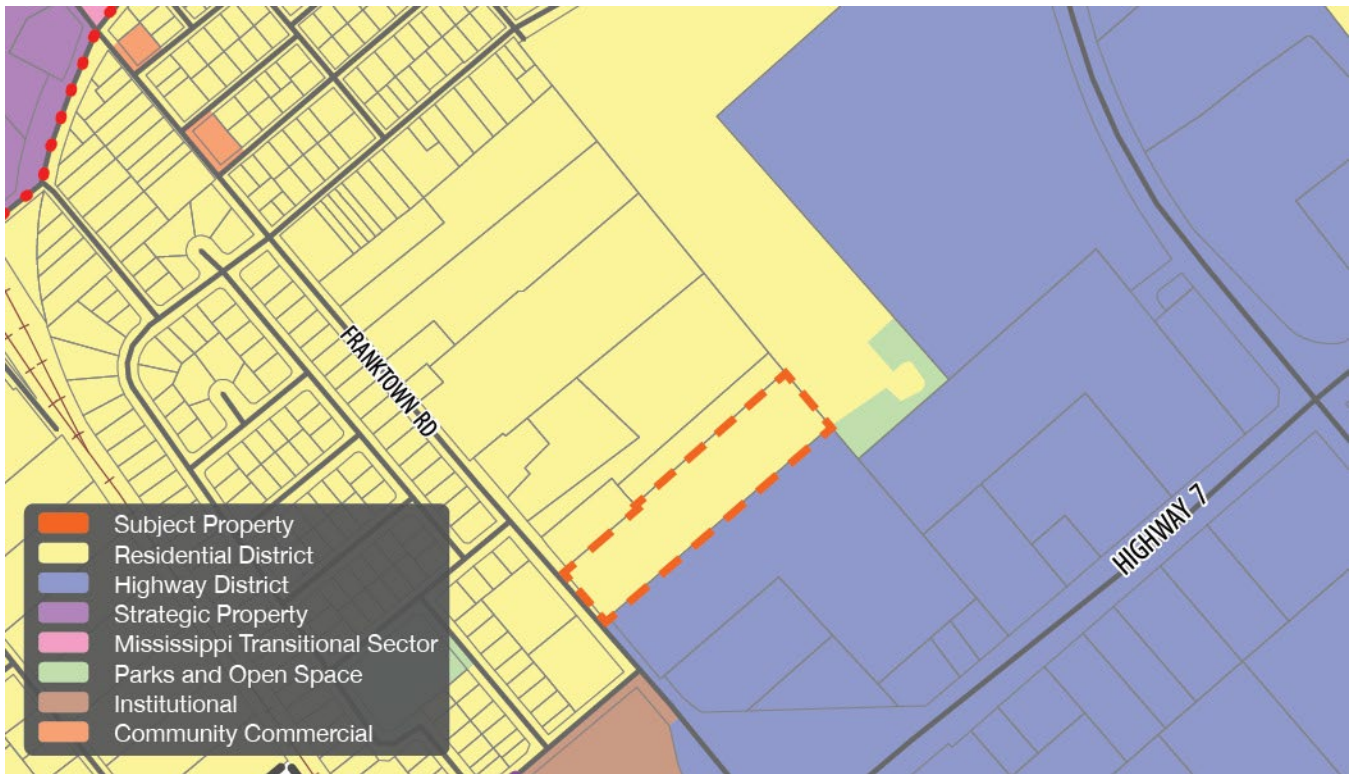 FRANKTOWN RD
HIGHWAY 7
Subject Property
Residential District
Highway District
Strategic Property
Mississippi Transitional Sector
Parks and Open Space
Institutional
Community Commercial